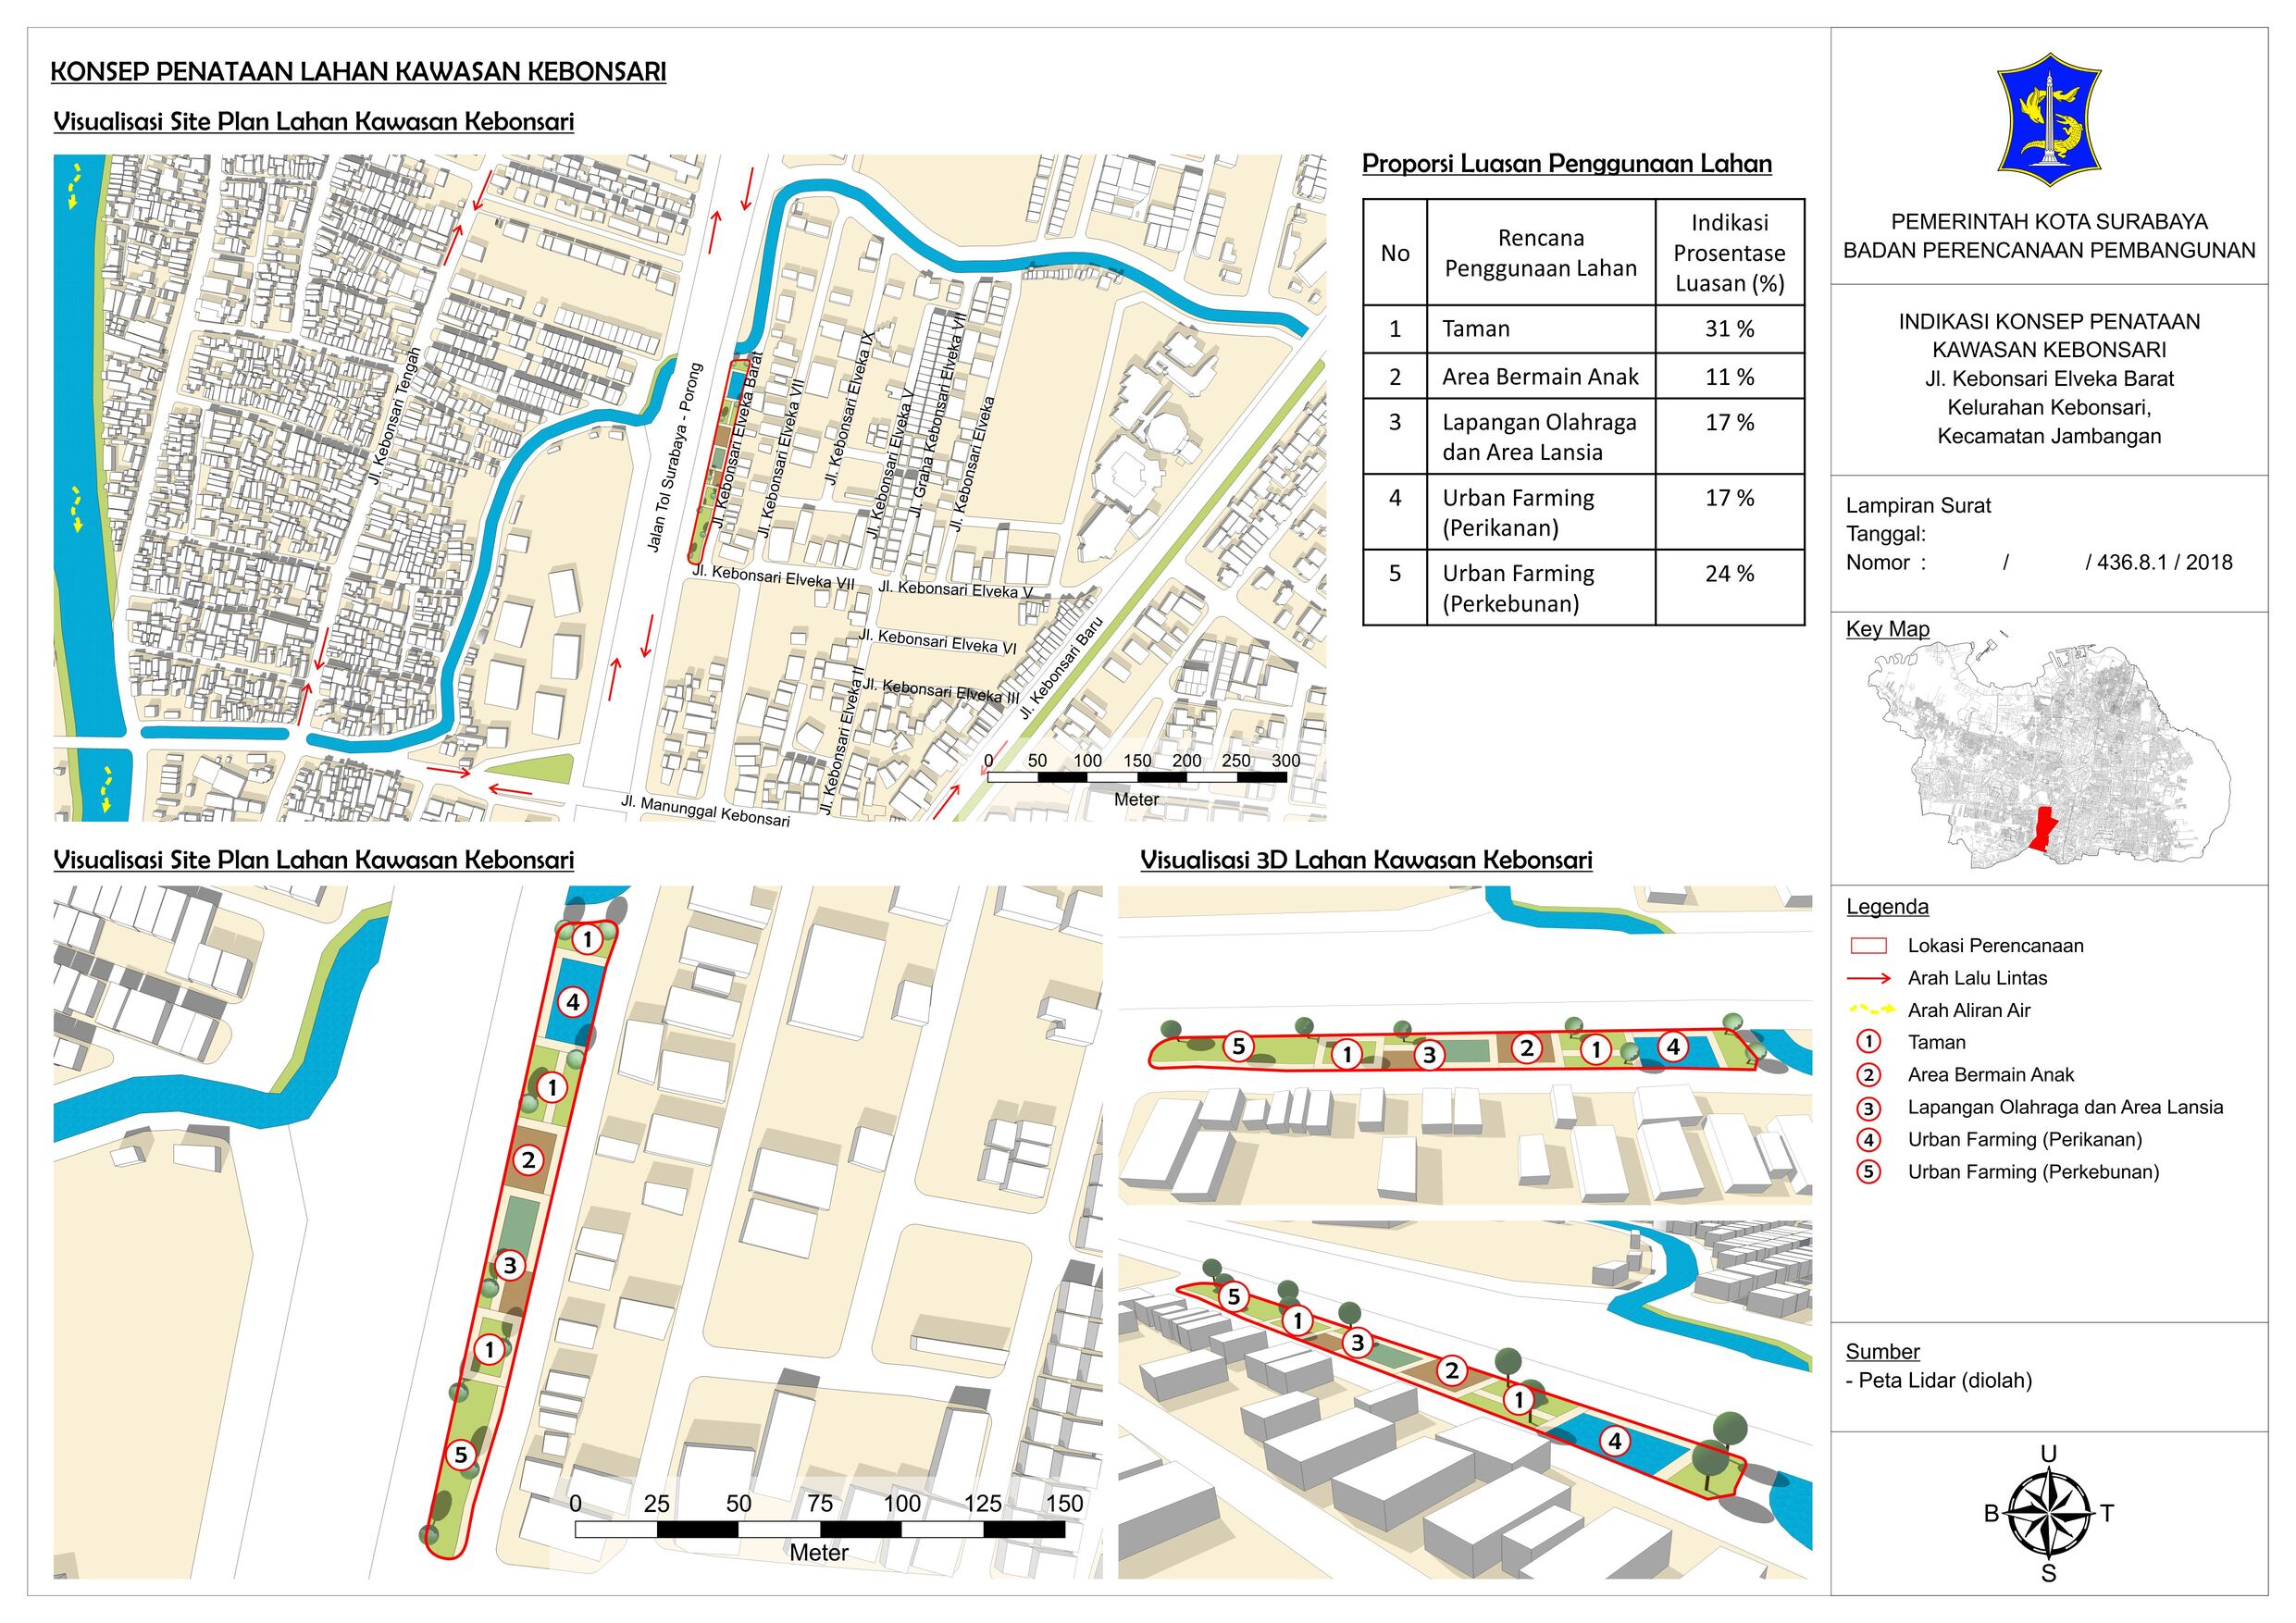 KONSEP PENATAAN LAHAN KAWASAN KEBONSARI
Visualisasi Site Plan Lahan Kawasan Kebonsari
Jl. Kebonsari Tengah
Jalan Tol Surabaya - Porong
Jl. Kebonsari Elveka Barat
Jl. Kebonsari Elveka VII
Jl. Kebonsari Elveka IX
Jl. Kebonsari Elveka V
Jl. Graha Kebonsari Elveka VII
Jl. Kebonsari Elveka
Jl. Kebonsari Elveka VII
Jl. Kebonsari Elveka V
Jl. Kebonsari Elveka VI
Jl. Kebonsari Elveka III
Jl. Kebonsari Elveka II
Jl. Kebonsari Baru
Jl. Manunggal Kebonsari
0 50 100 150 200 250 300
Meter
Proporsi Luasan Penggunaan Lahan
No
Rencana
Penggunaan Lahan
Indikasi
Prosentase
Luasan (%)
1 Taman 31 %
2 Area Bermain Anak 11 %
3 Lapangan Olahraga 17 %
dan Area Lansia
4 Urban Farming 17 %
(Perikanan)
5 Urban Farming 24 %
(Perkebunan)
Visualisasi Site Plan Lahan Kawasan Kebonsari
1
4
1
2
3
1
5
0 25 50 75 100 125 150
Meter
Visualisasi 3D Lahan Kawasan Kebonsari
5 1 3 2 1 4
5
1
3
2
1
4
PEMERINTAH KOTA SURABAYA
BADAN PERENCANAAN PEMBANGUNAN
INDIKASI KONSEP PENATAAN
KAWASAN KEBONSARI
Jl. Kebonsari Elveka Barat
Kelurahan Kebonsari,
Kecamatan Jambangan
Lampiran Surat
Tanggal:
Nomor : / / 436.8.1 / 2018
Key Map
Legenda
Lokasi Perencanaan
Arah Lalu Lintas
Arah Aliran Air
1 Taman
2 Area Bermain Anak
3 Lapangan Olahraga dan Area Lansia
4 Urban Farming (Perikanan)
5 Urban Farming (Perkebunan)
Sumber
- Peta Lidar (diolah)
U
B T
S